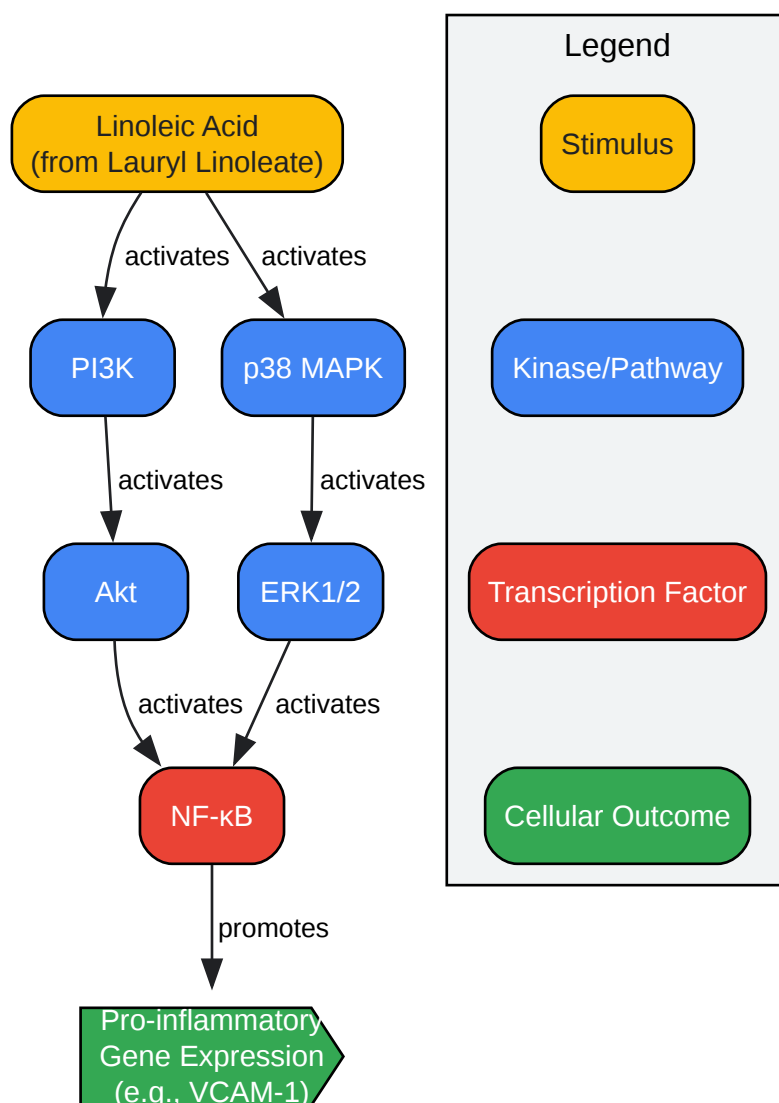 Legend
Linoleic Acid
(from Lauryl Linoleate)
Stimulus
activates
activates
PI3K
p38 MAPK
Kinase/Pathway
activates
activates
Akt
ERK1/2
Transcription Factor
activates
activates
NF-κB
Cellular Outcome
promotes
Pro-inflammatory
Gene Expression
(e.g., VCAM-1)